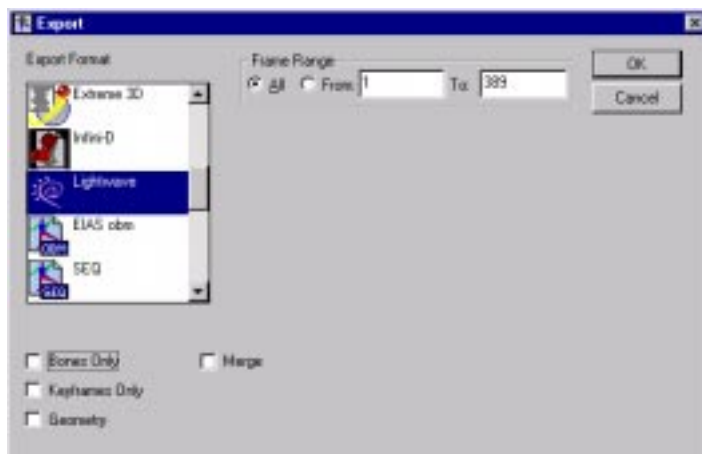 Export
Export Format
Frame Range
All From: 1 To: 389
OK
Cancel
Extreme 3D
Infini-D
Lightwave
EIAS obm
OBM
SEQ
SEQ
Bones Only
Merge
Keyframes Only
Geometry